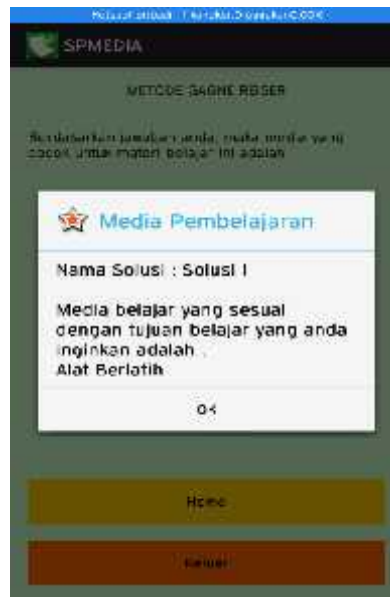 SPMEDIA
METODE GAGNE REISER
Berdasarkan jawaban anda, maka media yang
cocok untuk materi belajar ini adalah
Media Pembelajaran
Nama Solusi : Solusi I
Media belajar yang sesuai
dengan tujuan belajar yang anda
inginkan adalah :
Alat Berlatih
OK
Home
Keluar